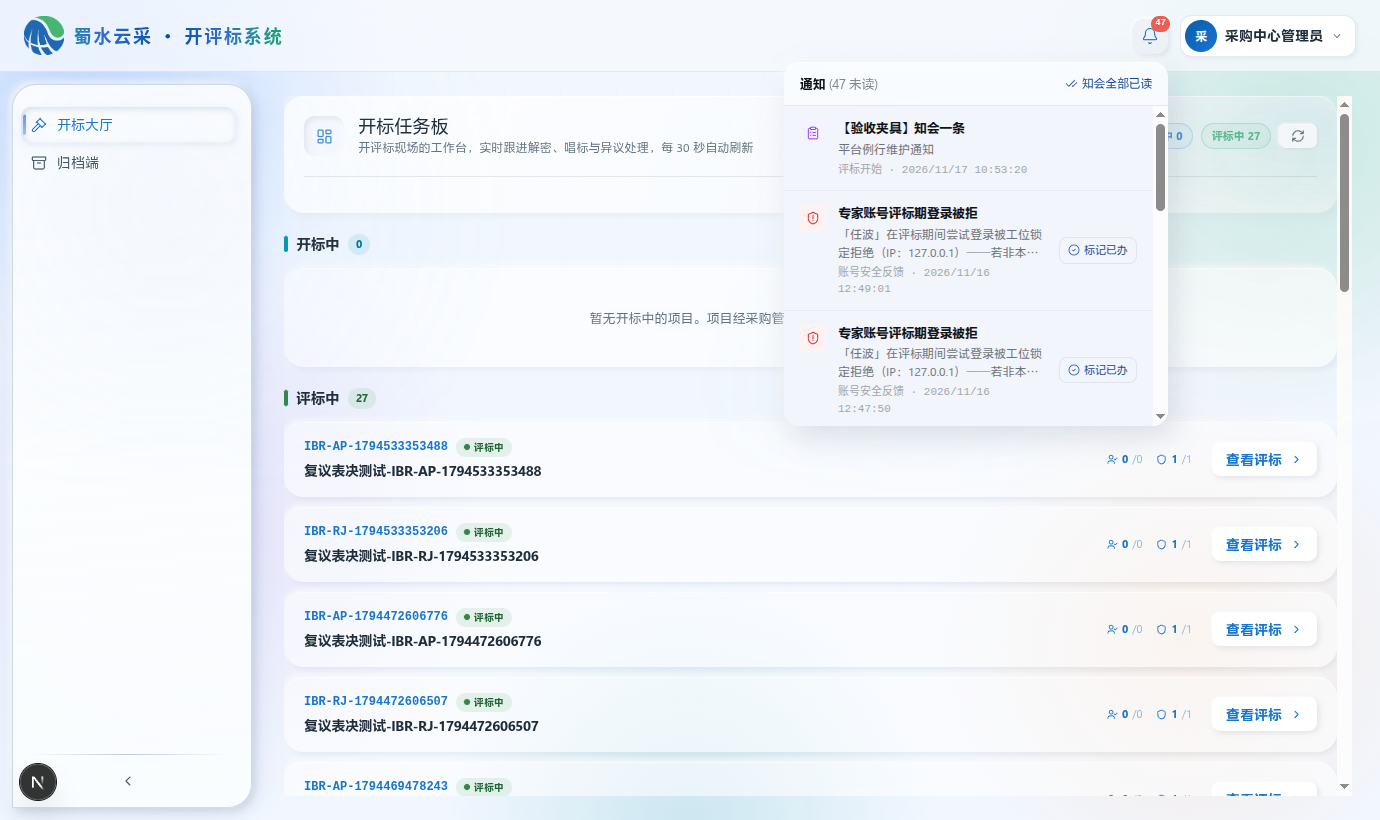 蜀水云采 · 开评标系统
47
采
采购中心管理员
开标大厅
归档端
开标任务板
开评标现场的工作台，实时跟进解密、唱标与异议处理，每 30 秒自动刷新
中 0
评标中 27
通知 (47 未读)
知会全部已读
【验收夹具】知会一条
平台例行维护通知
评标开始 · 2026/11/17 10:53:20
专家账号评标期登录被拒
「任波」在评标期间尝试登录被工位锁
定拒绝（IP：127.0.0.1）——若非本…
账号安全反馈 · 2026/11/16
12:49:01
标记已办
专家账号评标期登录被拒
「任波」在评标期间尝试登录被工位锁
定拒绝（IP：127.0.0.1）——若非本…
账号安全反馈 · 2026/11/16
12:47:50
标记已办
开标中 0
暂无开标中的项目。项目经采购管
评标中 27
IBR-AP-1794533353488 评标中
复议表决测试-IBR-AP-1794533353488
0 /0 1 /1 查看评标
IBR-RJ-1794533353206 评标中
复议表决测试-IBR-RJ-1794533353206
0 /0 1 /1 查看评标
IBR-AP-1794472606776 评标中
复议表决测试-IBR-AP-1794472606776
0 /0 1 /1 查看评标
IBR-RJ-1794472606507 评标中
复议表决测试-IBR-RJ-1794472606507
0 /0 1 /1 查看评标
IBR-AP-1794469478243 评标中
N